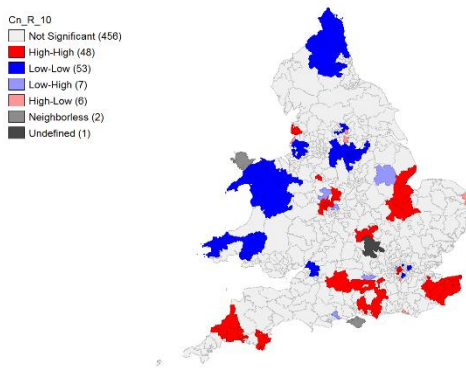 Cn_R_10
Not Significant (456)
High-High (48)
Low-Low (53)
Low-High (7)
High-Low (6)
Neighborless (2)
Undefined (1)